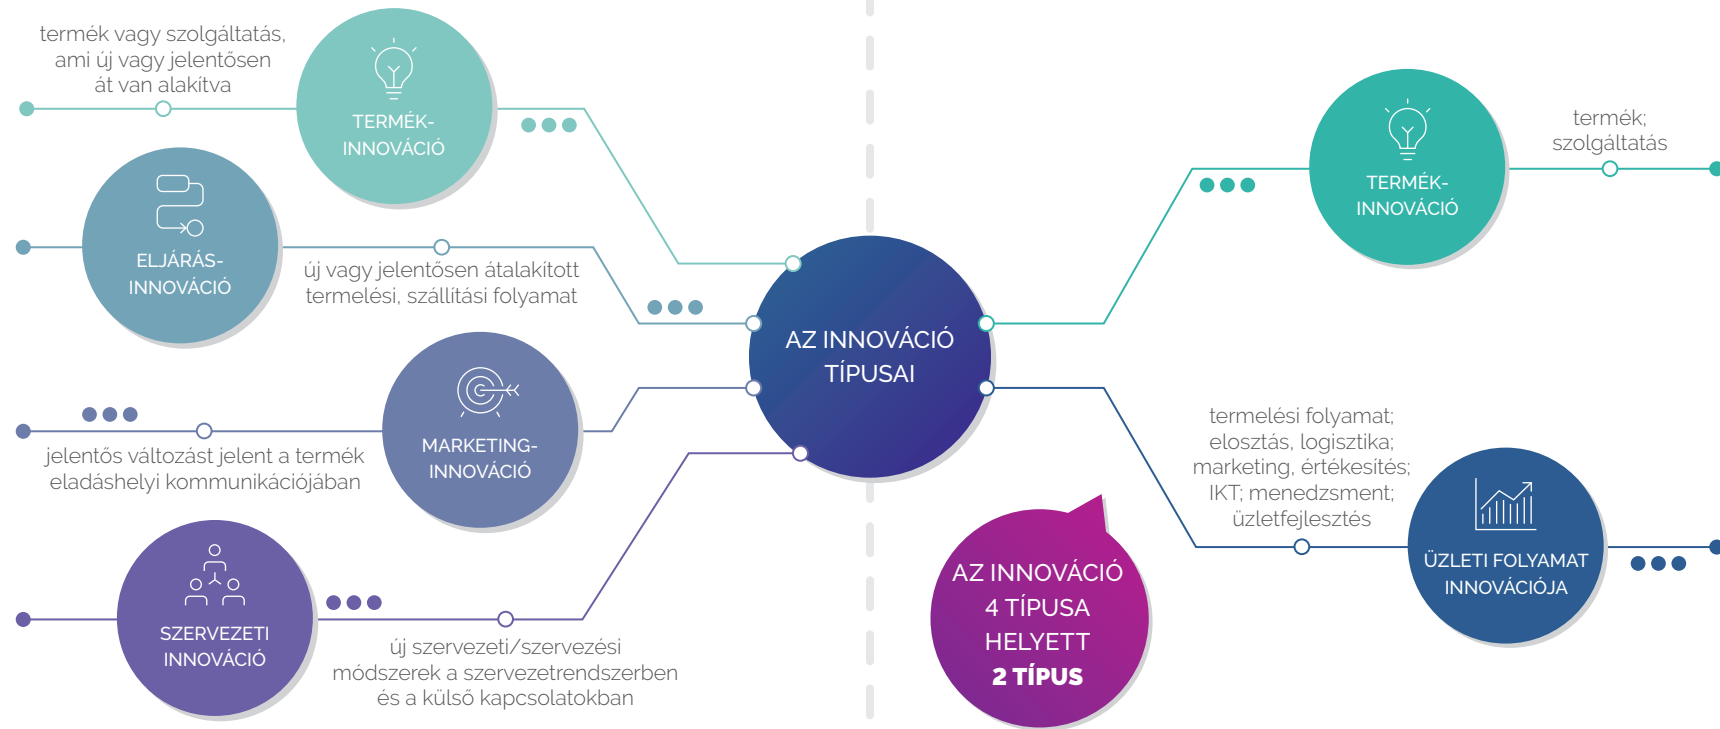 termék vagy szolgáltatás,
ami új vagy jelentősen
át van alakítva
TERMÉK-
INNOVÁCIÓ
ELJÁRÁS-
INNOVÁCIÓ
új vagy jelentősen átalakított
termelési, szállítási folyamat
MARKETING-
INNOVÁCIÓ
jelentős változást jelent a termék
eladáshelyi kommunikációjában
SZERVEZETI
INNOVÁCIÓ
új szervezeti/szervezési
módszerek a szervezetrendszerben
és a külső kapcsolatokban
AZ INNOVÁCIÓ
TÍPUSAI
TERMÉK-
INNOVÁCIÓ
termék;
szolgáltatás
termelési folyamat;
elosztás, logisztika;
marketing, értékesítés;
IKT; menedzsment;
üzletfejlesztés
ÜZLETI FOLYAMAT
INNOVÁCIÓJA
AZ INNOVÁCIÓ
4 TÍPUSA
HELYETT
2 TÍPUS